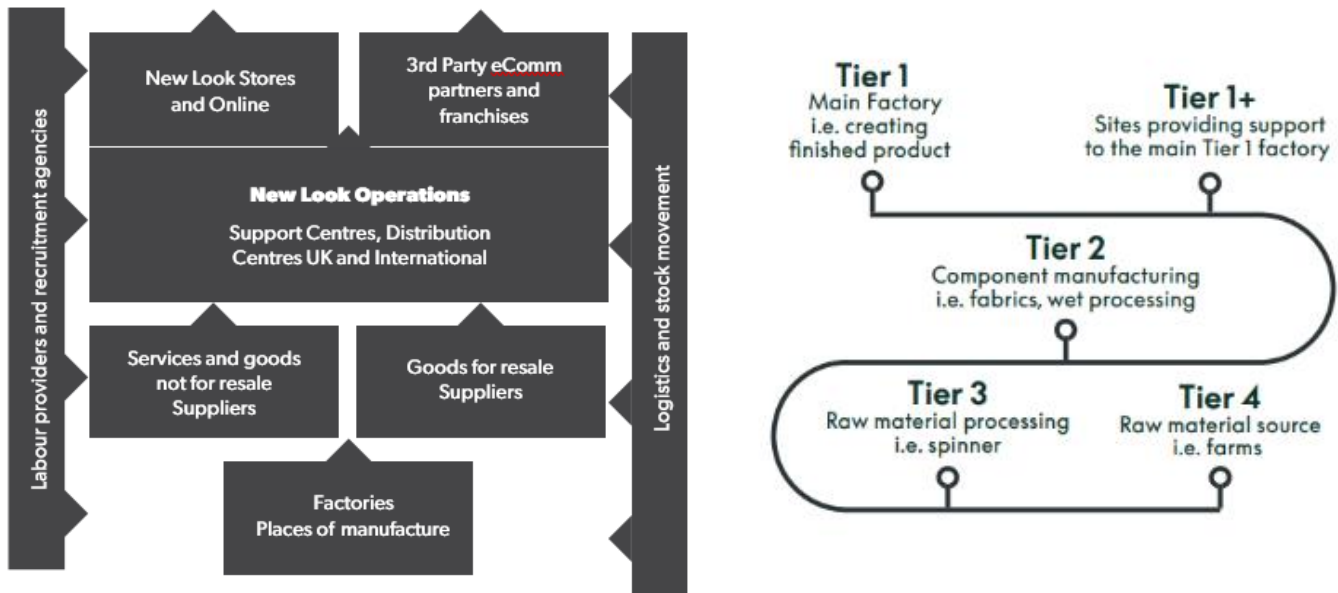 Labour providers and recruitment agencies
New Look Stores
and Online
3rd Party eComm
partners and
franchises
New Look Operations
Support Centres, Distribution
Centres UK and International
Services and goods
not for resale
Suppliers
Goods for resale
Suppliers
Factories
Places of manufacture
Logistics and stock movement
Tier 1
Main Factory
i.e. creating
finished product
Tier 1+
Sites providing support
to the main Tier 1 factory
Tier 2
Component manufacturing
i.e. fabrics, wet processing
Tier 3
Raw material processing
i.e. spinner
Tier 4
Raw material source
i.e. farms